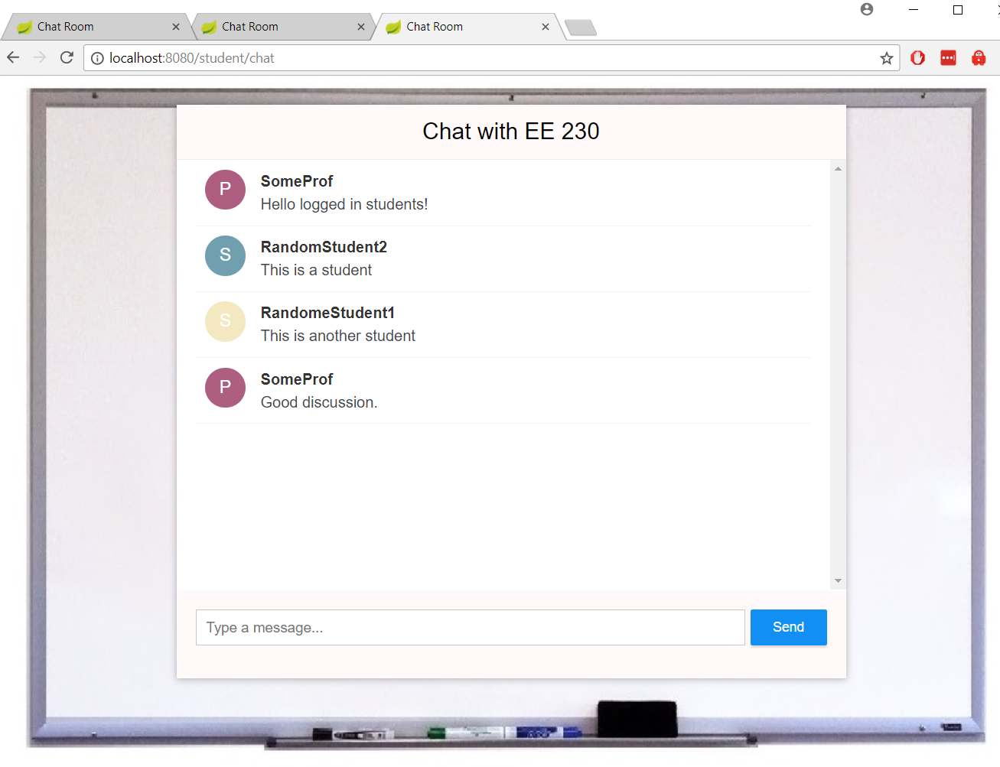 Chat Room
Chat Room
Chat Room
localhost:8080/student/chat
Chat with EE 230
P
SomeProf
Hello logged in students!
S
RandomStudent2
This is a student
S
RandomeStudent1
This is another student
P
SomeProf
Good discussion.
Type a message...
Send